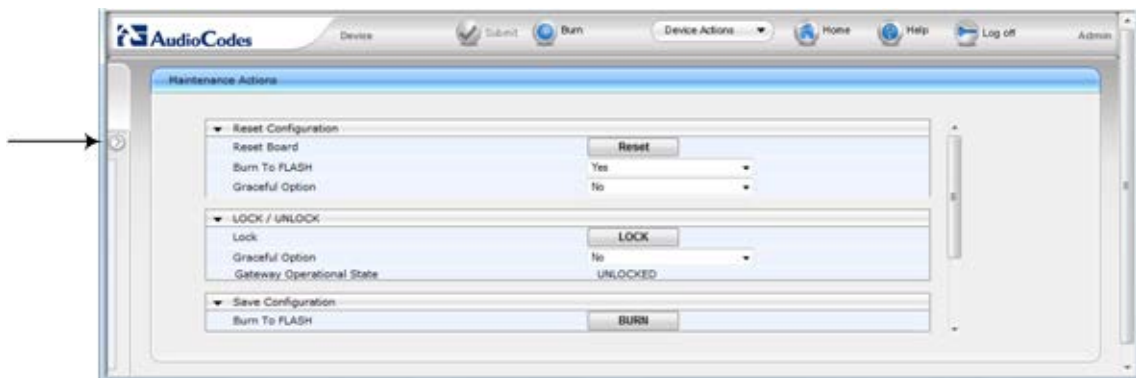 AudioCodes Device Submit Burn Device Actions Home Help Log off Admin
Maintenance Actions
Reset Configuration
Reset Board Reset
Burn To FLASH Yes
Graceful Option No
LOCK / UNLOCK
Lock LOCK
Graceful Option No
Gateway Operational State UNLOCKED
Save Configuration
Burn To FLASH BURN